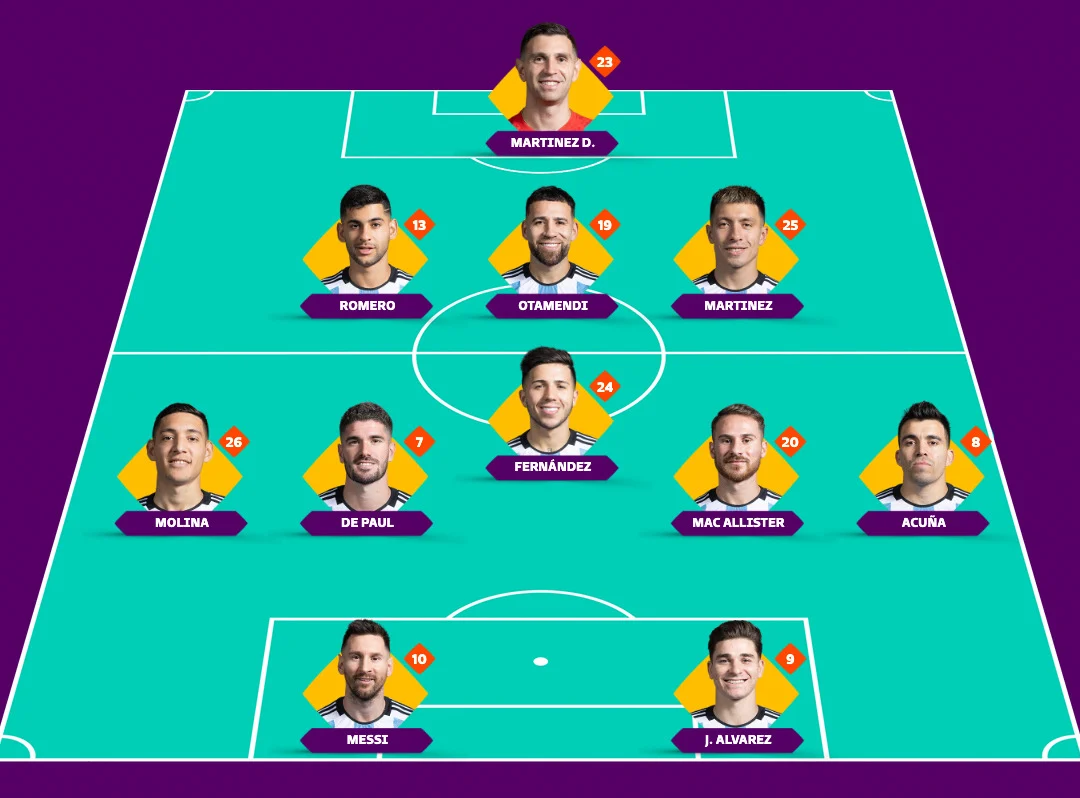 23
MARTINEZ D.
13
19
25
ROMERO
OTAMENDI
MARTINEZ
24
FERNÁNDEZ
26
7
20
8
MOLINA
DE PAUL
MAC ALLISTER
ACUÑA
10
9
MESSI
J. ALVAREZ